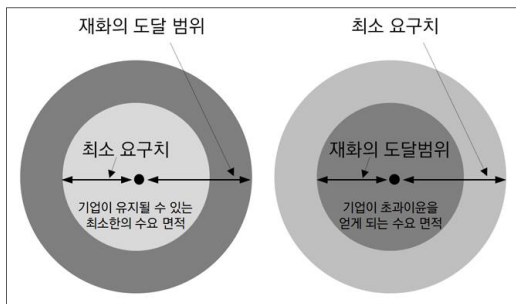 재화의 도달 범위
최소 요구치
기업이 유지될 수 있는
최소한의 수요 면적
최소 요구치
재화의 도달범위
기업이 초과이윤을
얻게 되는 수요 면적